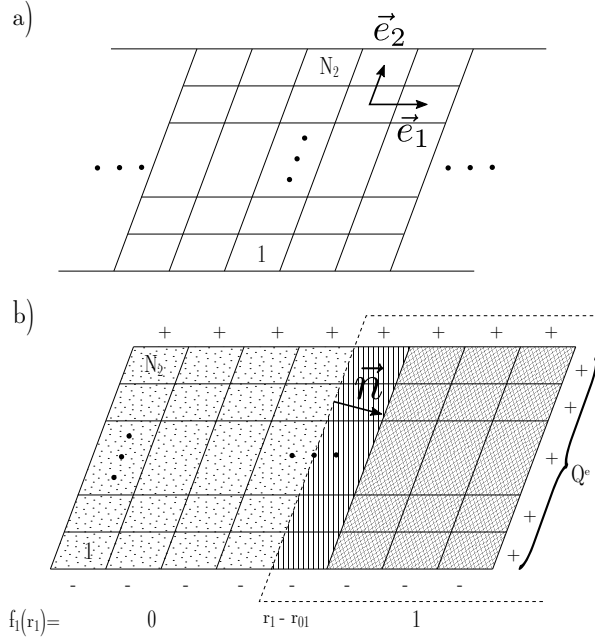 a)
N₂
e⃗₂
e⃗₁
1
b)
+ + + + + + + +
N₂
n⃗
+
+
+
Qᵉ
1
+
+
- - - - - - - -
f₁(r₁)= 0 r₁ - r₀₁ 1